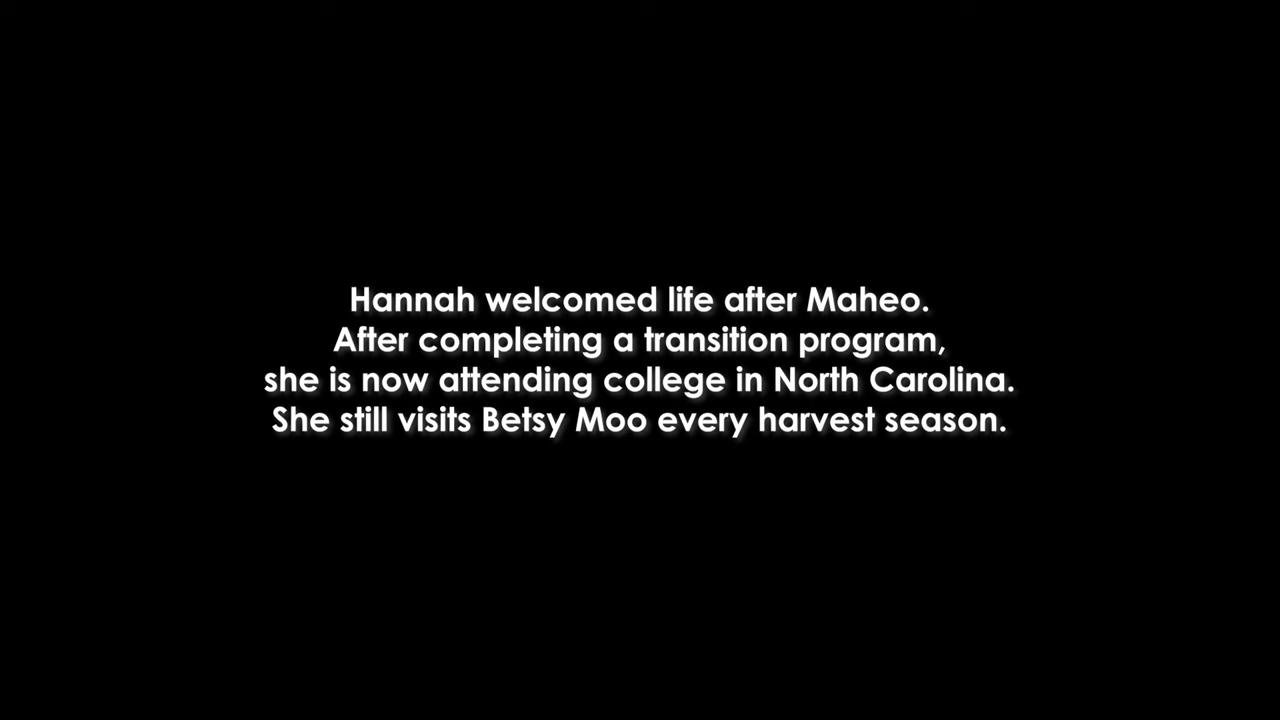 Hannah welcomed life after Maheo.
After completing a transition program,
she is now attending college in North Carolina.
She still visits Betsy Moo every harvest season.